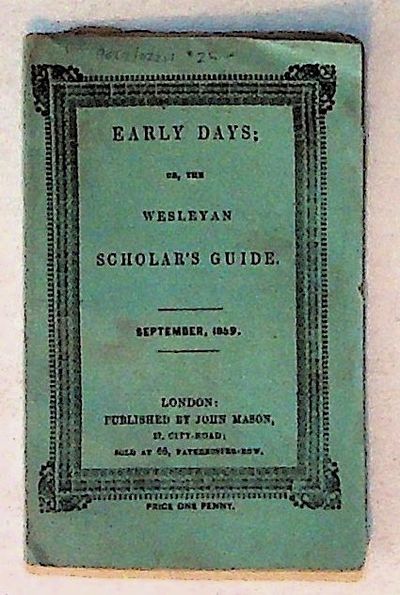 EARLY DAYS;
OR, THE
WESLEYAN
SCHOLAR'S GUIDE.
SEPTEMBER, 1859.
LONDON:
PUBLISHED BY JOHN MASON,
CITY-ROAD;
SOLD AT 66, PATERNOSTER-ROW.
PRICE ONE PENNY.